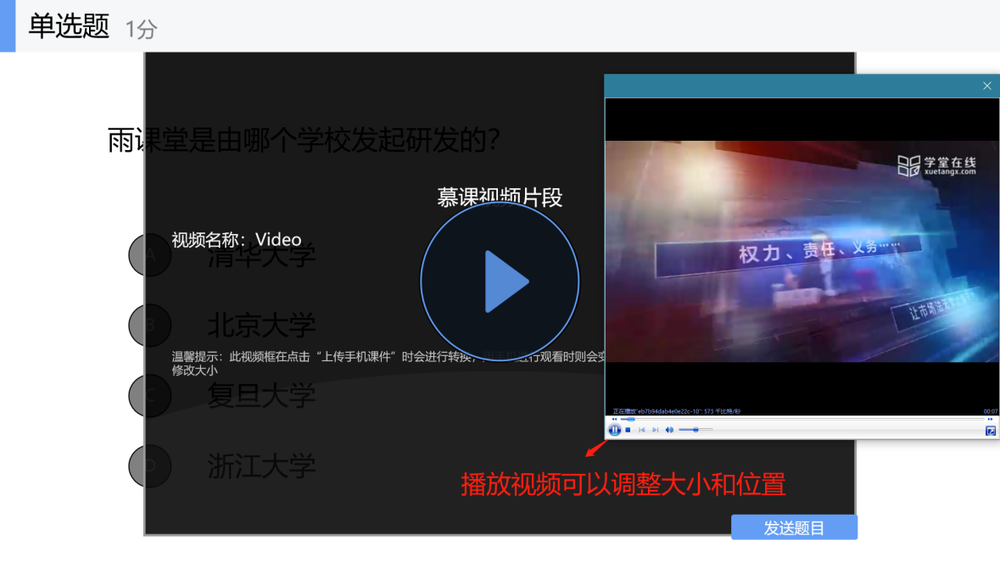 单选题 1分
雨课堂是由哪个学校发起研发的?
慕课视频片段
视频名称：Video
A 清华大学
B 北京大学
温馨提示：此视频框在点击“上传手机课件”时会进行转换，用手机进行观看时则会变
修改大小
C 复旦大学
D 浙江大学
学堂在线
xuetangx.com
权力、责任、义务……
让市场法
正在播放"eb7b94dab4e0e22c-10": 573 千比特/秒
00:07
播放视频可以调整大小和位置
发送题目